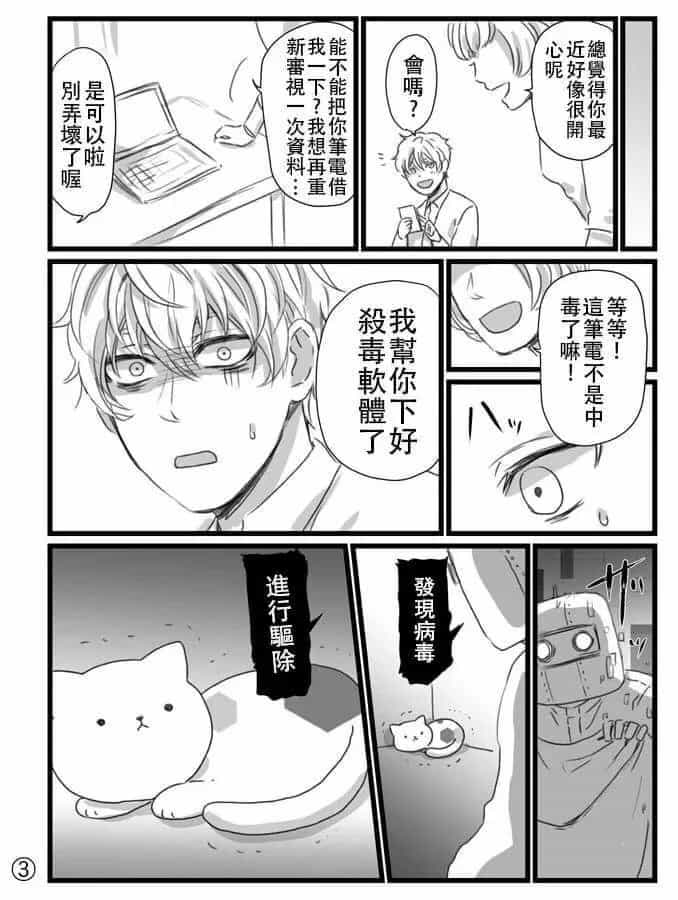 總覺得你最
近好像很開
心呢
會嗎?
能不能把你筆電借
我一下?我想再重
新審視一次資料…
是可以啦
別弄壞了喔
等等!
這筆電不是中
毒了嘛!
我幫你下好
殺毒軟體了
ザッ
發現病毒
進行驅除
③